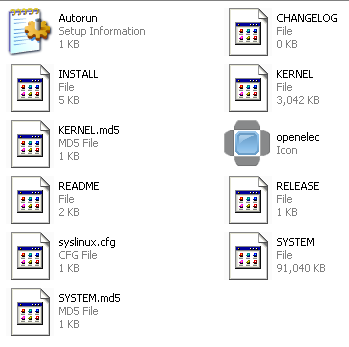 Autorun
Setup Information
1 KB
CHANGELOG
File
0 KB
INSTALL
File
5 KB
KERNEL
File
3,042 KB
KERNEL.md5
MD5 File
1 KB
openelec
Icon
README
File
2 KB
RELEASE
File
1 KB
syslinux.cfg
CFG File
1 KB
SYSTEM
File
91,040 KB
SYSTEM.md5
MD5 File
1 KB